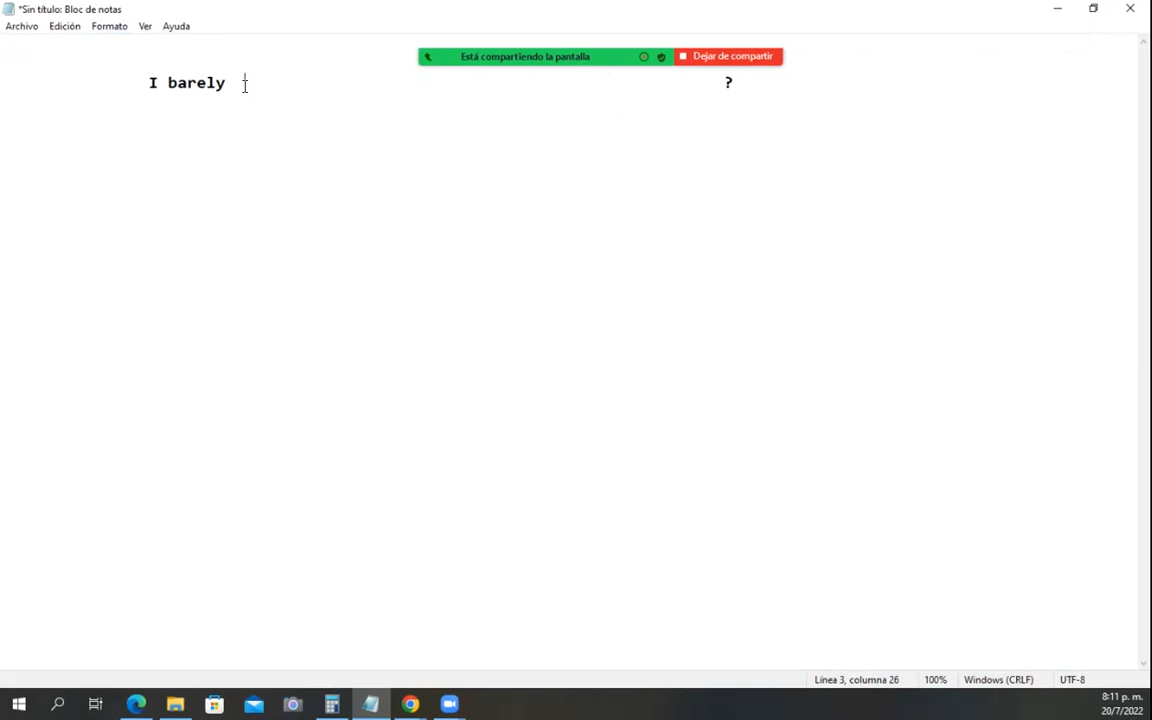 *Sin título: Bloc de notas
Archivo Edición Formato Ver Ayuda
Está compartiendo la pantalla Dejar de compartir
I barely ?
Línea 3, columna 26 100% Windows (CRLF) UTF-8
8:11 p. m.
20/7/2022